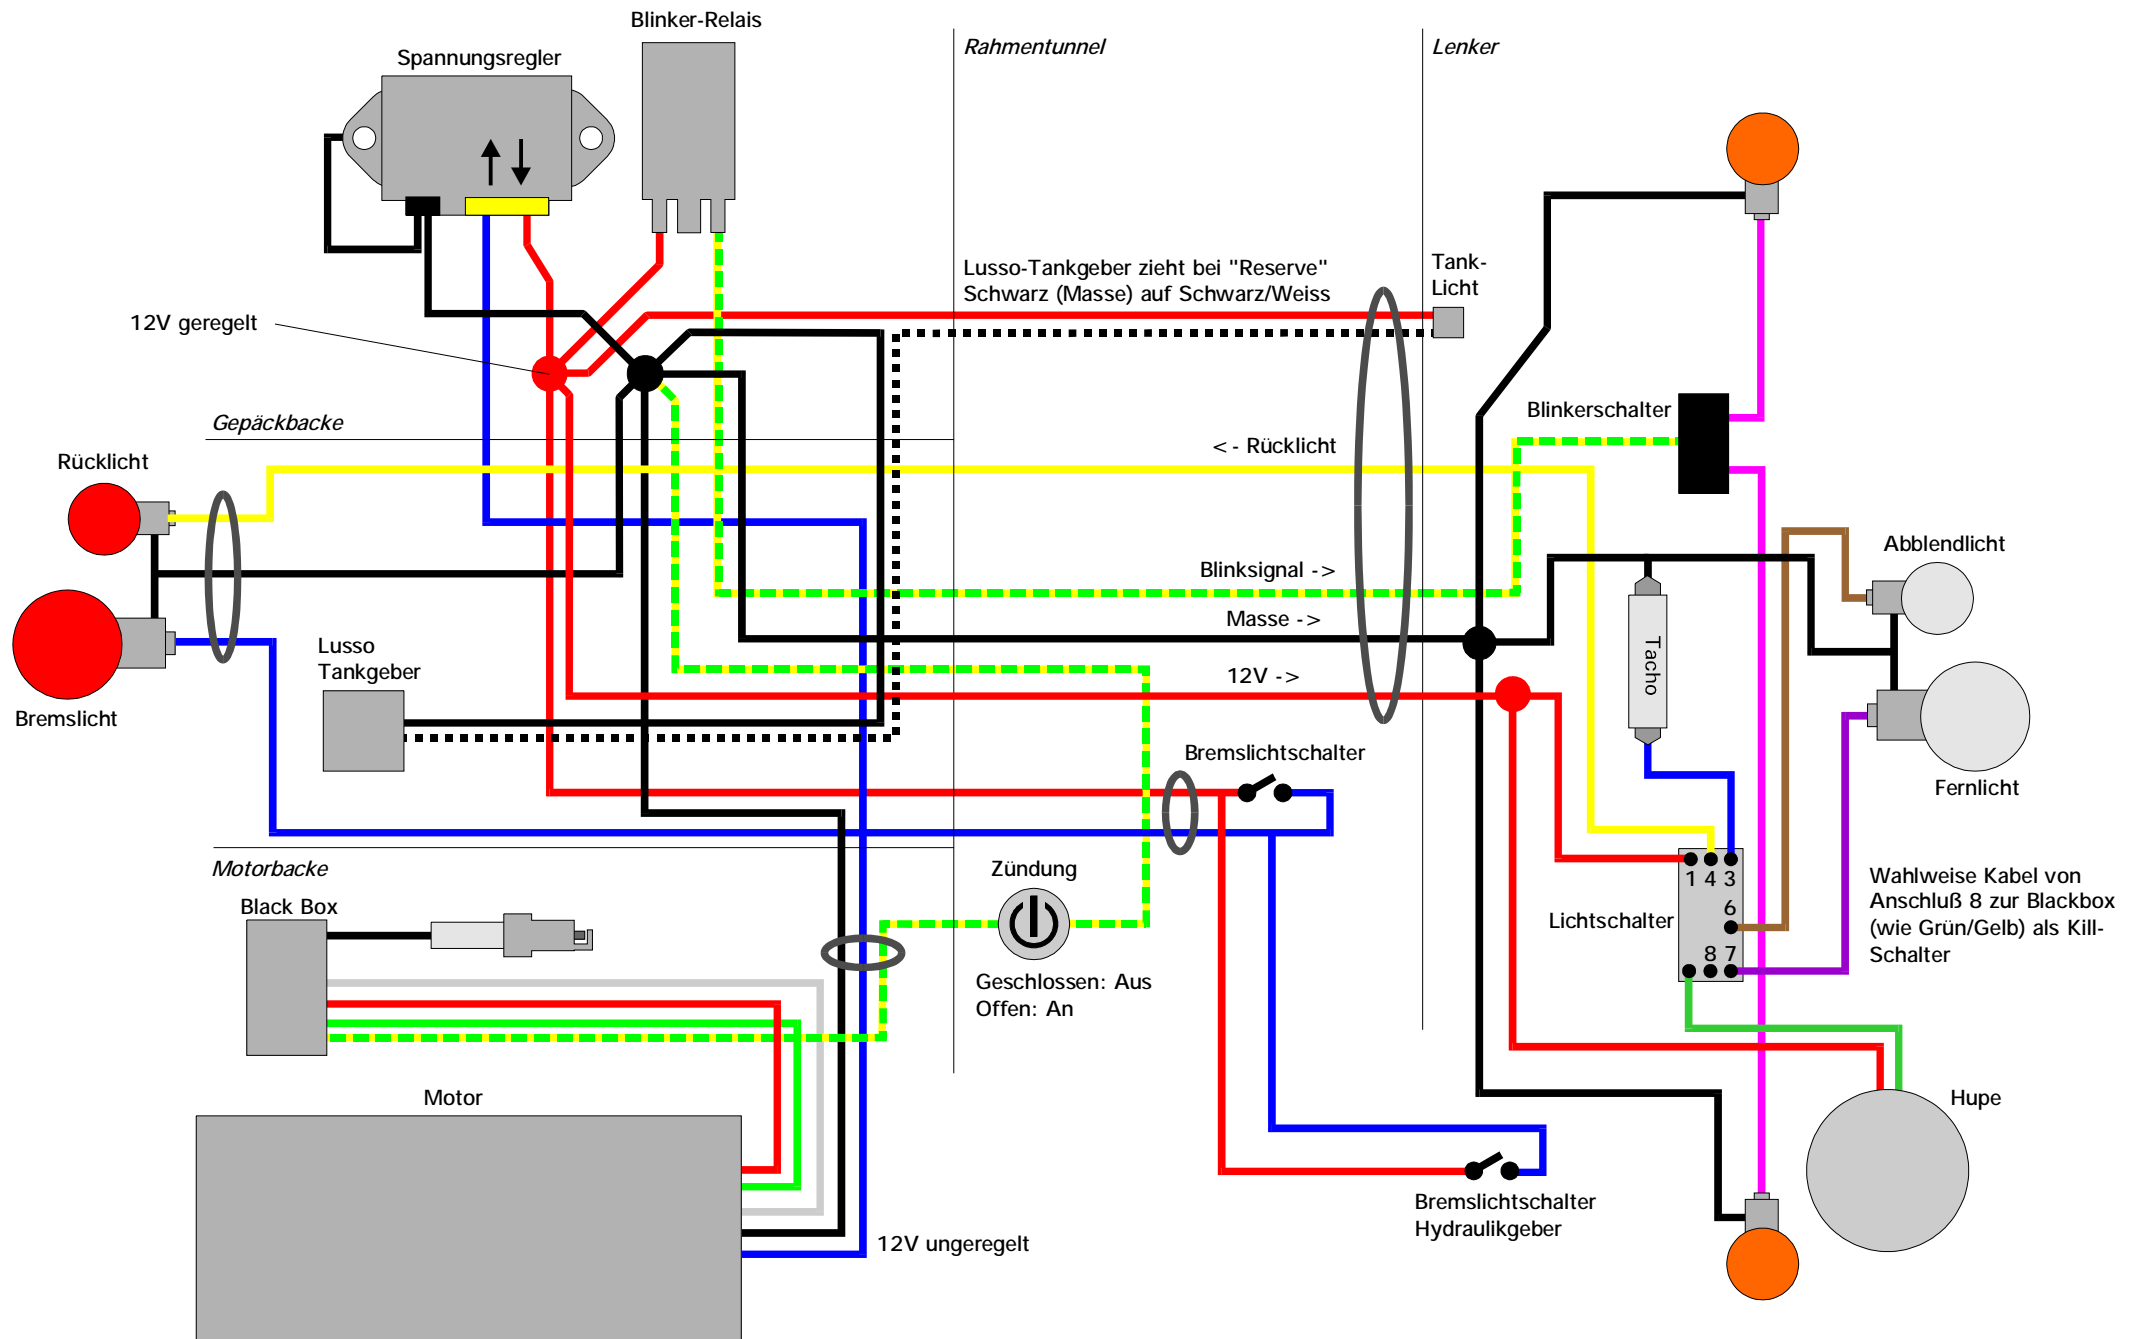 Blinker-Relais
Spannungsregler
Rahmentunnel
Lenker
Lusso-Tankgeber zieht bei "Reserve"
Schwarz (Masse) auf Schwarz/Weiss
Tank-
Licht
12V geregelt
Gepäckbacke
Blinkerschalter
<- Rücklicht
Rücklicht
Abblendlicht
Blinksignal ->
Masse ->
Lusso
Tankgeber
Tacho
12V ->
Bremslicht
Bremslichtschalter
Fernlicht
Motorbacke
Zündung
1 4 3
6
8 7
Lichtschalter
Wahlweise Kabel von
Anschluß 8 zur Blackbox
(wie Grün/Gelb) als Kill-
Schalter
Black Box
Geschlossen: Aus
Offen: An
Motor
Hupe
Bremslichtschalter
Hydraulikgeber
12V ungeregelt